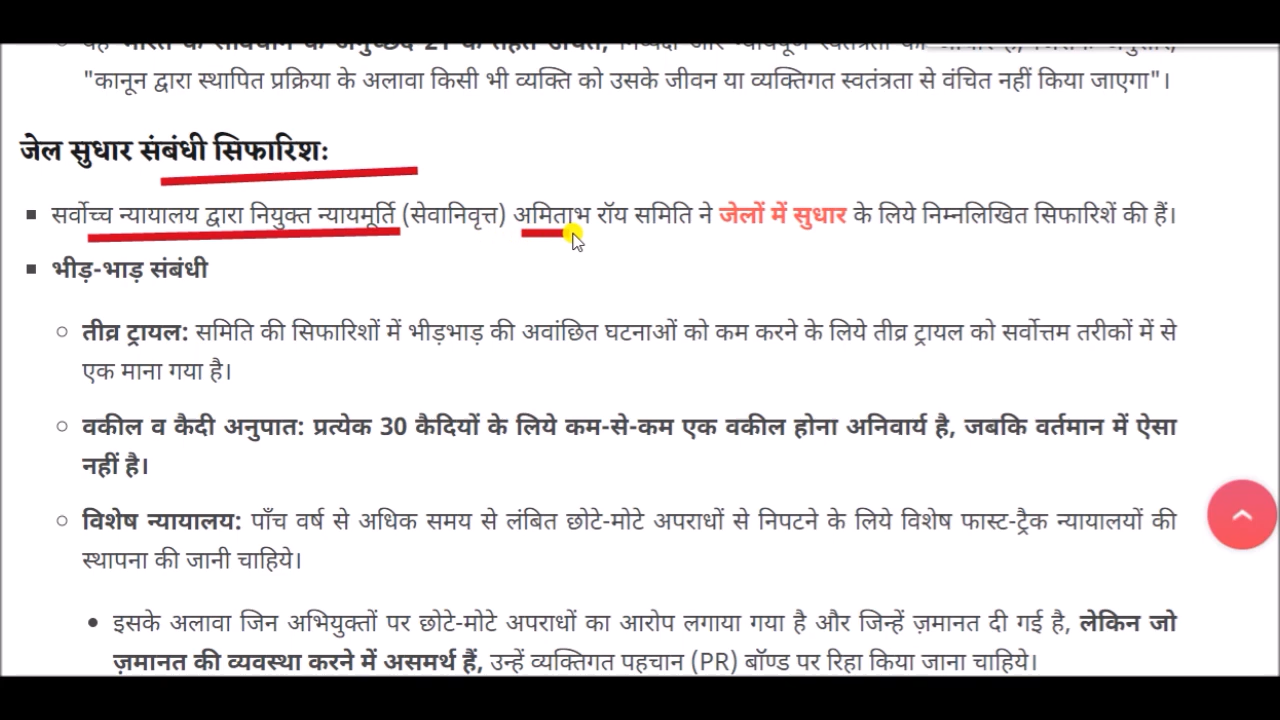 "कानून द्वारा स्थापित प्रक्रिया के अलावा किसी भी व्यक्ति को उसके जीवन या व्यक्तिगत स्वतंत्रता से वंचित नहीं किया जाएगा"।
जेल सुधार संबंधी सिफारिशः
सर्वोच्च न्यायालय द्वारा नियुक्त न्यायमूर्ति (सेवानिवृत्त) अमिताभ रॉय समिति ने जेलों में सुधार के लिये निम्नलिखित सिफारिशें की हैं।
भीड़-भाड़ संबंधी
तीव्र ट्रायल: समिति की सिफारिशों में भीड़भाड़ की अवांछित घटनाओं को कम करने के लिये तीव्र ट्रायल को सर्वोत्तम तरीकों में से
एक माना गया है।
वकील व कैदी अनुपात: प्रत्येक 30 कैदियों के लिये कम-से-कम एक वकील होना अनिवार्य है, जबकि वर्तमान में ऐसा
नहीं है।
विशेष न्यायालय: पाँच वर्ष से अधिक समय से लंबित छोटे-मोटे अपराधों से निपटने के लिये विशेष फास्ट-ट्रैक न्यायालयों की
स्थापना की जानी चाहिये।
इसके अलावा जिन अभियुक्तों पर छोटे-मोटे अपराधों का आरोप लगाया गया है और जिन्हें ज़मानत दी गई है, लेकिन जो
ज़मानत की व्यवस्था करने में असमर्थ हैं, उन्हें व्यक्तिगत पहचान (PR) बॉण्ड पर रिहा किया जाना चाहिये।